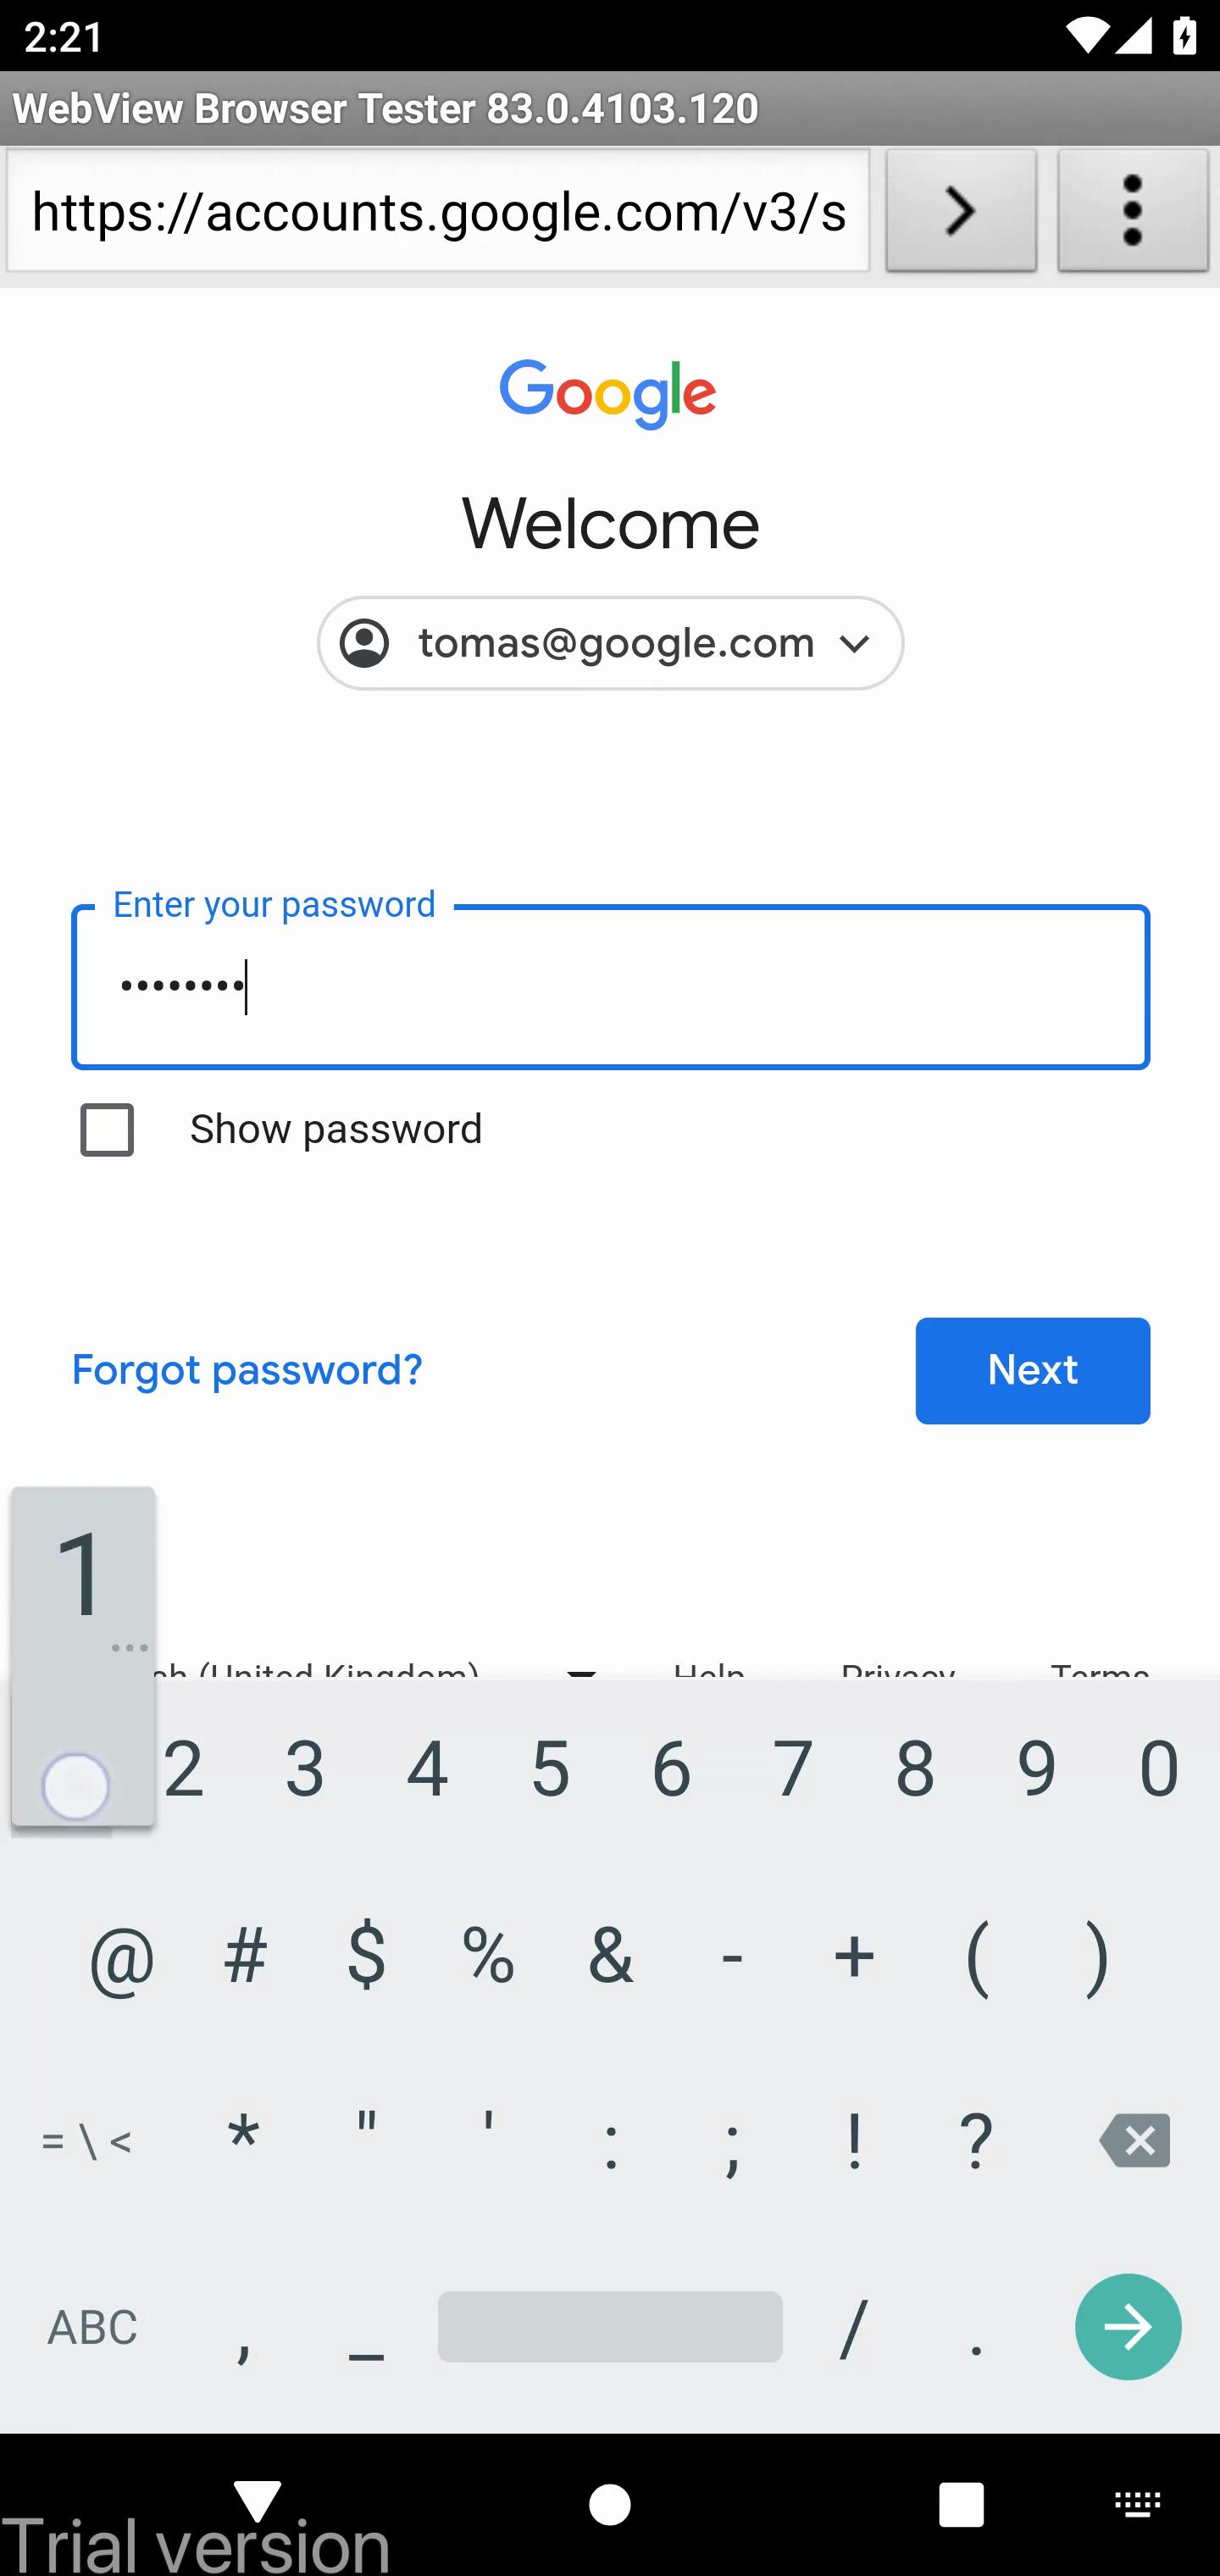 2:21
WebView Browser Tester 83.0.4103.120
https://accounts.google.com/v3/s
Google
Welcome
tomas@google.com
Enter your password
••••••••
Show password
Forgot password?
Next
1
(United Kingdom) Help Privacy Terms
2 3 4 5 6 7 8 9 0
@ # $ % & - + ( )
= \ < * " ' : ; ! ?
ABC , _ / .
Trial version